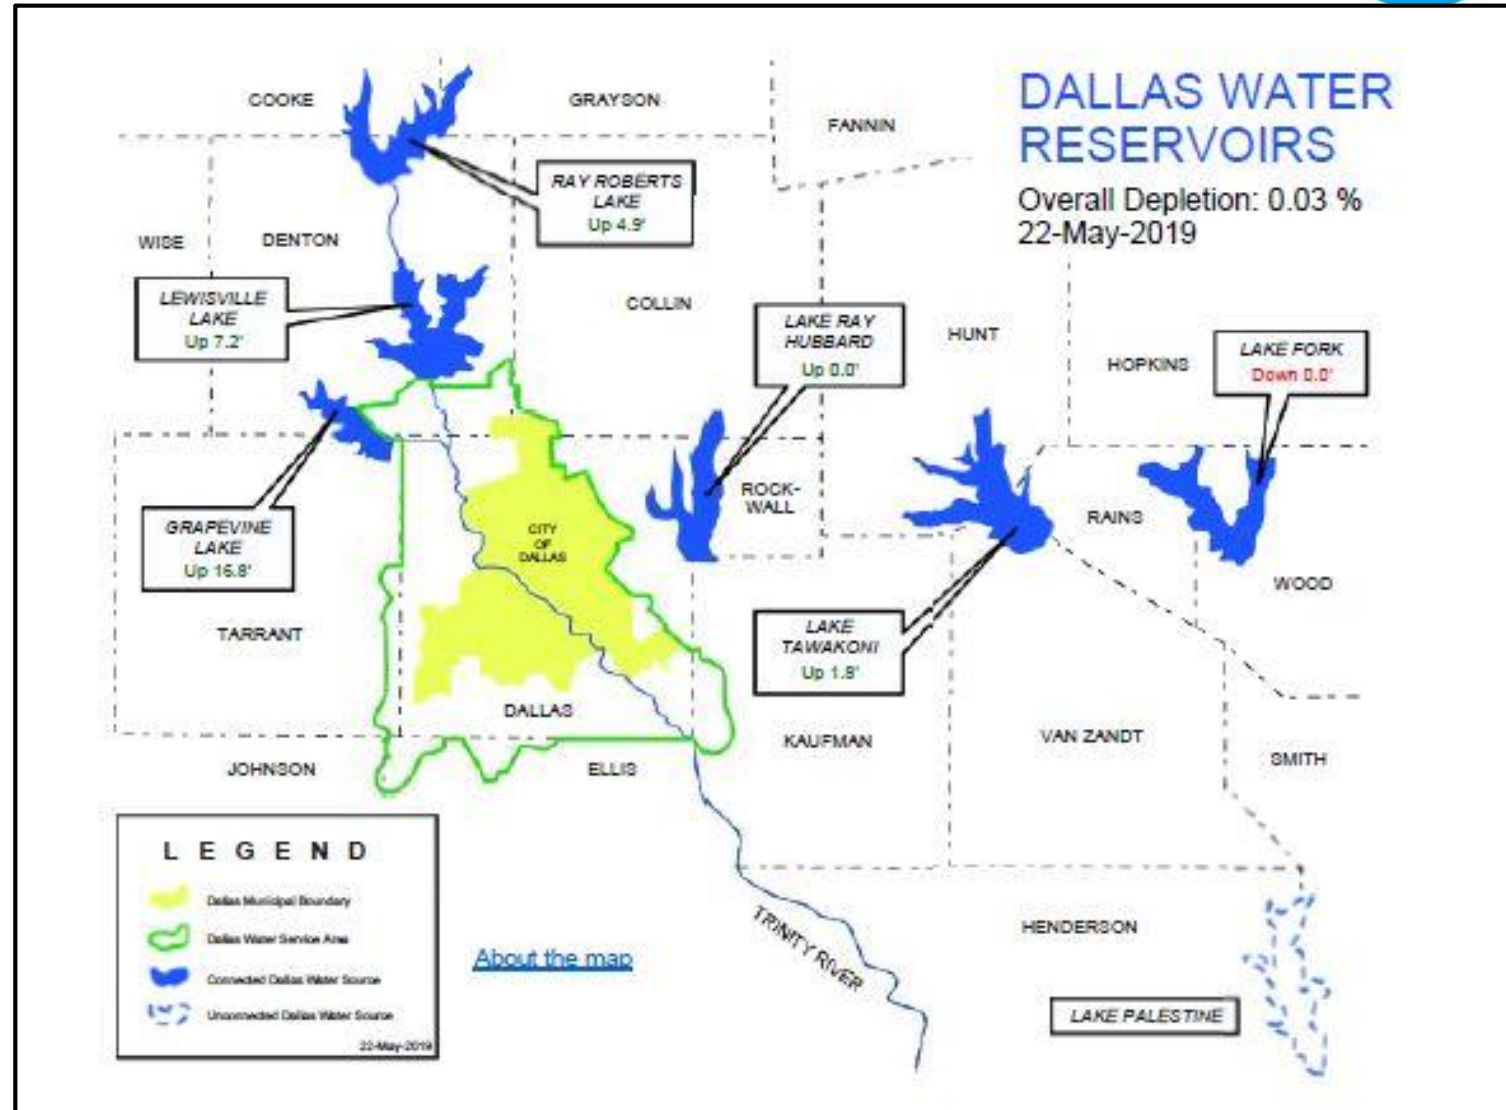 DALLAS WATER
RESERVOIRS
Overall Depletion: 0.03 %
22-May-2019
COOKE
GRAYSON
FANNIN
RAY ROBERTS
LAKE
Up 4.9'
WISE
DENTON
LEWISVILLE
LAKE
Up 7.2'
COLLIN
LAKE RAY
HUBBARD
Up 0.0'
HUNT
HOPKINS
LAKE FORK
Down 0.0'
GRAPEVINE
LAKE
Up 16.8'
CITY
OF
DALLAS
ROCK-
WALL
RAINS
WOOD
TARRANT
LAKE
TAWAKONI
Up 1.8'
DALLAS
KAUFMAN
VAN ZANDT
SMITH
JOHNSON
ELLIS
LEGEND
Dallas Municipal Boundary
Dallas Water Service Area
Connected Dallas Water Source
Unconnected Dallas Water Source
22-May-2019
About the map
TRINITY RIVER
HENDERSON
LAKE PALESTINE